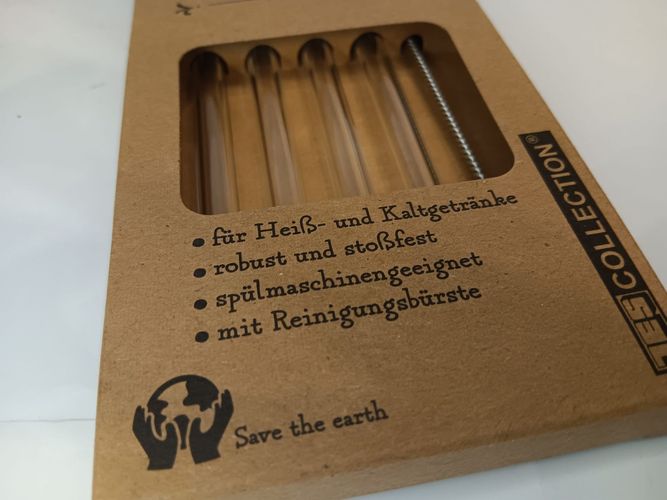 für Heiß- und Kaltgetränke
robust und stoßfest
spülmaschinengeeignet
mit Reinigungsbürste
Save the earth
COLLECTION®